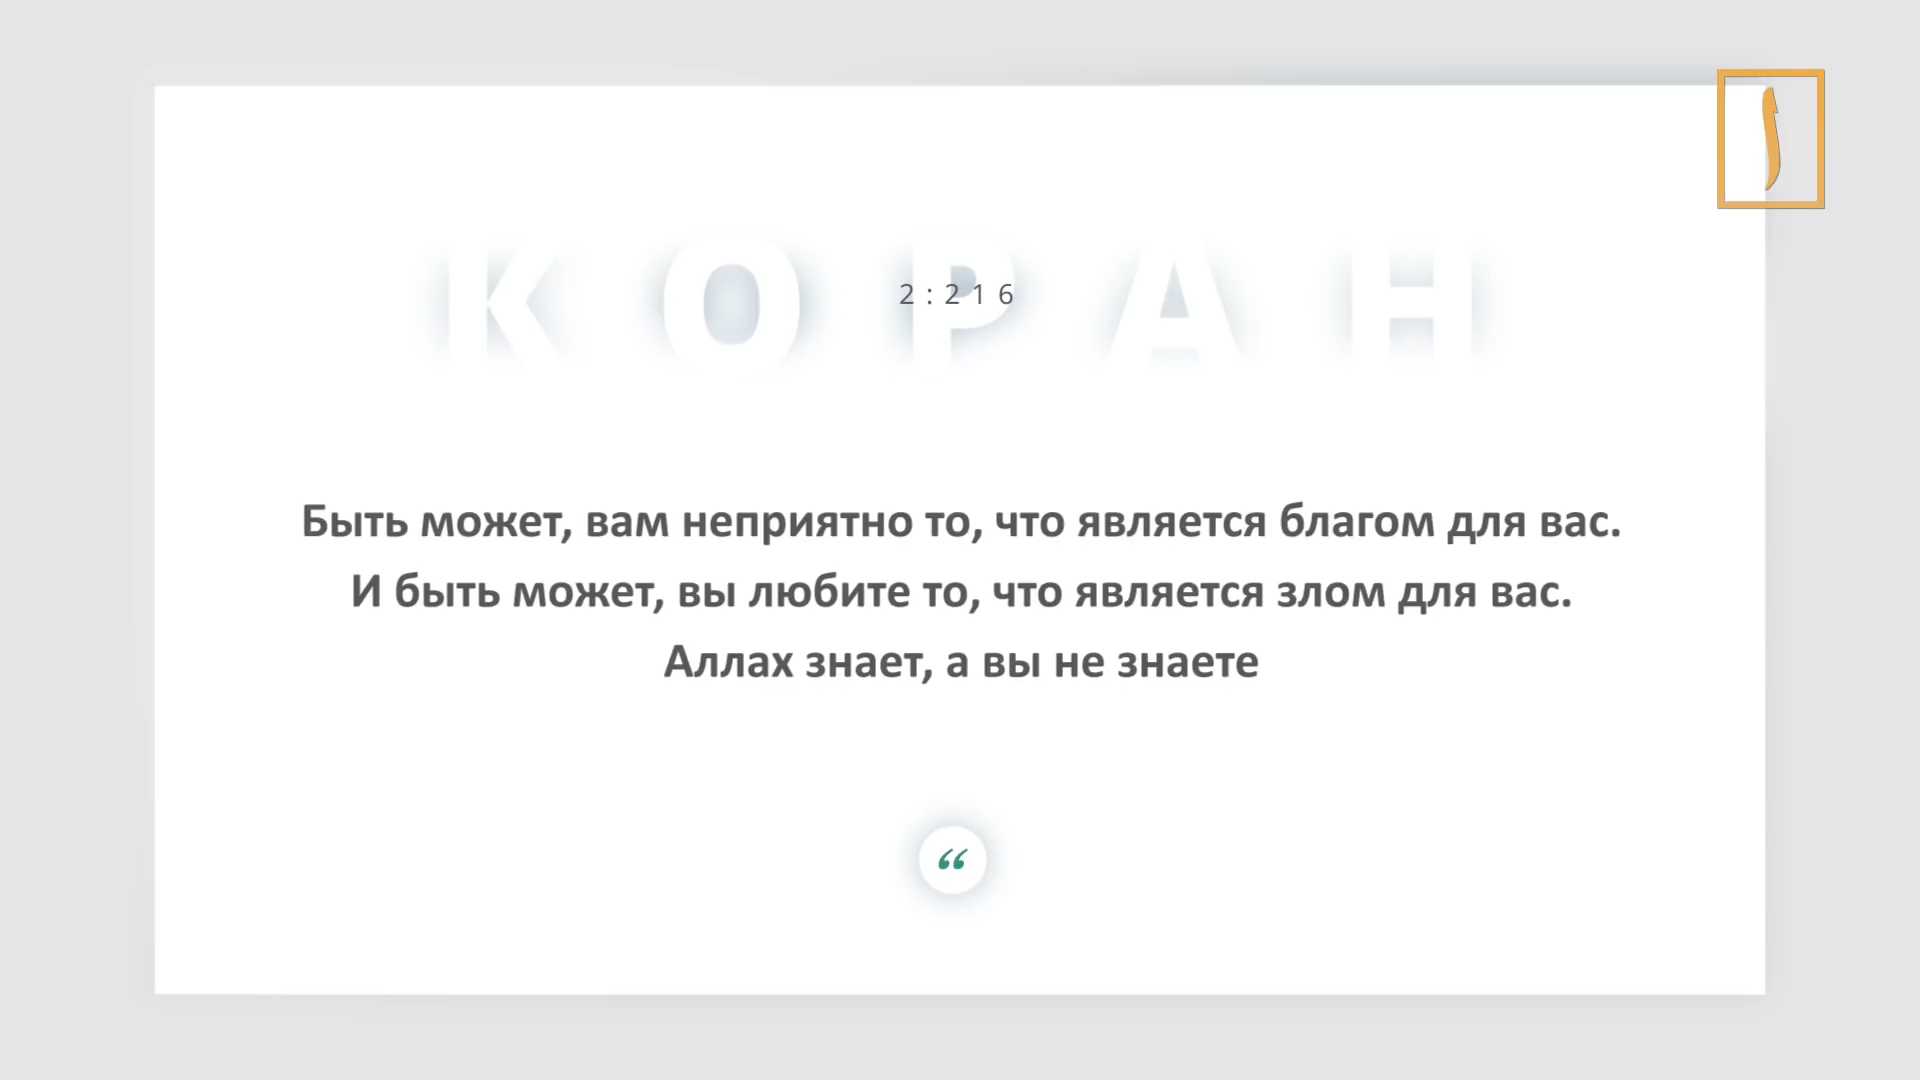 КОРАН
2:216
Быть может, вам неприятно то, что является благом для вас.
И быть может, вы любите то, что является злом для вас.
Аллах знает, а вы не знаете
“